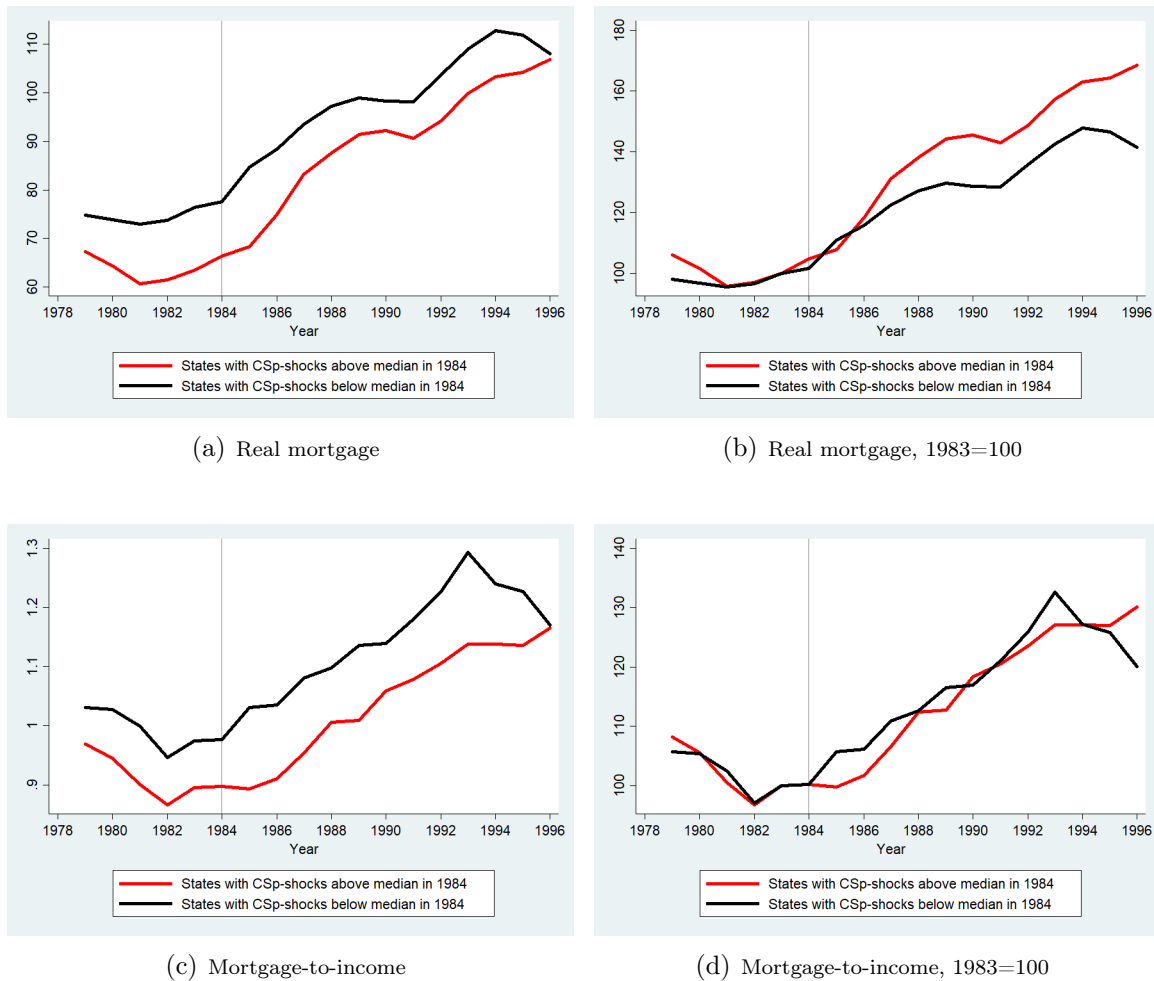 110
100
90
80
70
60
1978 1980 1982 1984 1986 1988 1990 1992 1994 1996
Year
States with CSp-shocks above median in 1984
States with CSp-shocks below median in 1984
(a) Real mortgage
180
160
140
120
100
1978 1980 1982 1984 1986 1988 1990 1992 1994 1996
Year
States with CSp-shocks above median in 1984
States with CSp-shocks below median in 1984
(b) Real mortgage, 1983=100
1.3
1.2
1.1
1
.9
1978 1980 1982 1984 1986 1988 1990 1992 1994 1996
Year
States with CSp-shocks above median in 1984
States with CSp-shocks below median in 1984
(c) Mortgage-to-income
140
130
120
110
100
1978 1980 1982 1984 1986 1988 1990 1992 1994 1996
Year
States with CSp-shocks above median in 1984
States with CSp-shocks below median in 1984
(d) Mortgage-to-income, 1983=100